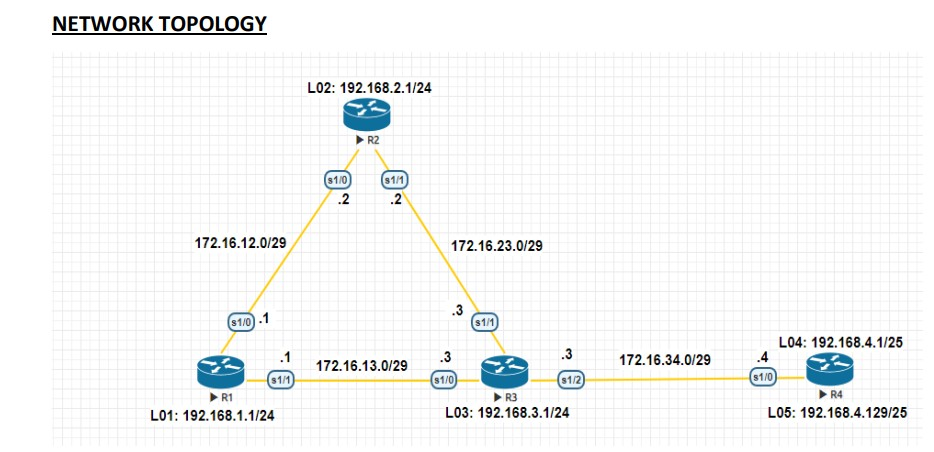 NETWORK TOPOLOGY
L02: 192.168.2.1/24
R2
s1/0 s1/1
.2 .2
172.16.12.0/29 172.16.23.0/29
s1/0 .1 .3 s1/1
L04: 192.168.4.1/25
.1 172.16.13.0/29 .3 .3 172.16.34.0/29 .4
s1/1 s1/0 s1/2 s1/0
R1 R3 R4
L01: 192.168.1.1/24 L03: 192.168.3.1/24 L05: 192.168.4.129/25